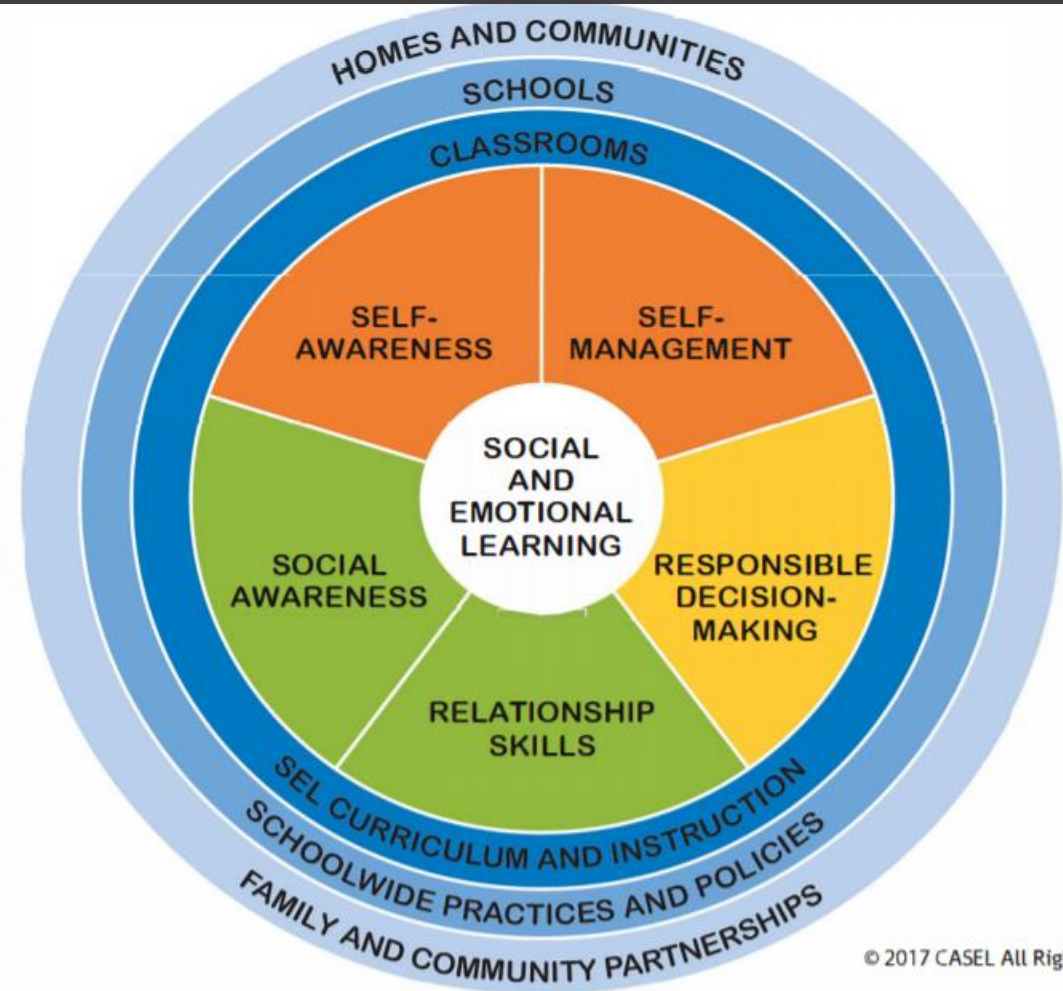 HOMES AND COMMUNITIES
SCHOOLS
CLASSROOMS
SELF-
AWARENESS
SELF-
MANAGEMENT
SOCIAL
AND
EMOTIONAL
LEARNING
SOCIAL
AWARENESS
RESPONSIBLE
DECISION-
MAKING
RELATIONSHIP
SKILLS
SEL CURRICULUM AND INSTRUCTION
SCHOOLWIDE PRACTICES AND POLICIES
FAMILY AND COMMUNITY PARTNERSHIPS
© 2017 CASEL All Rig